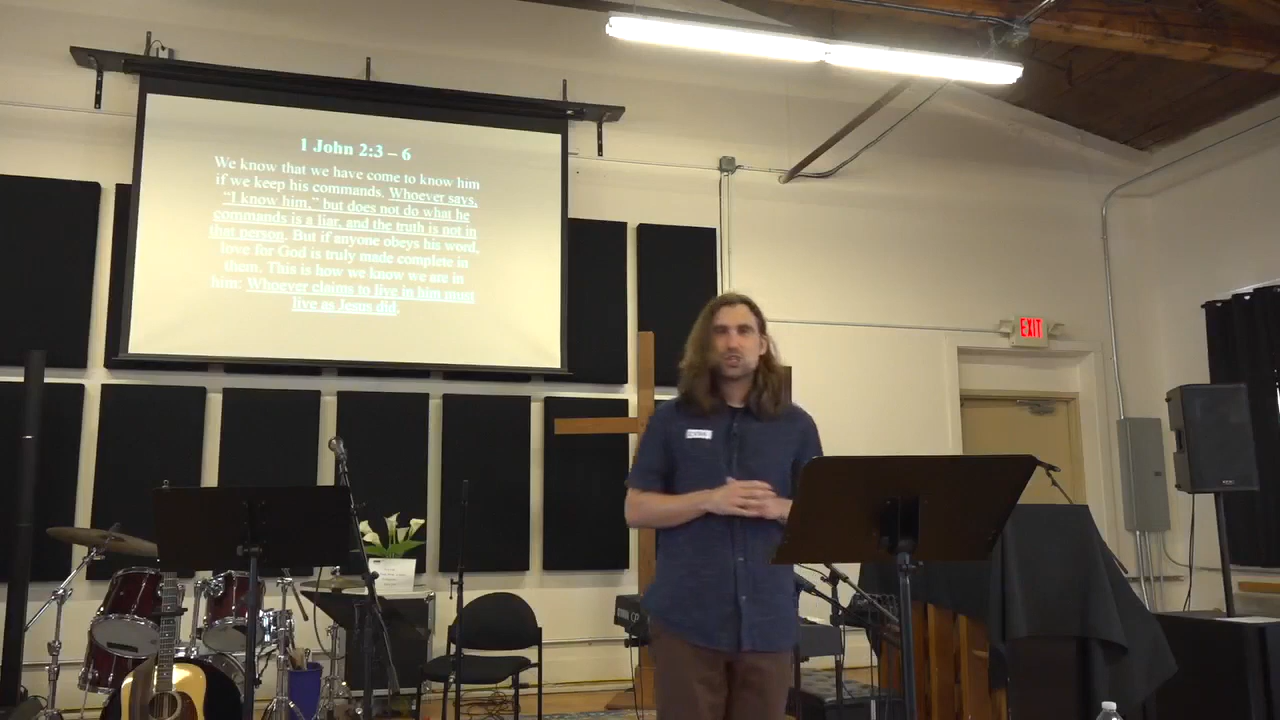 1 John 2:3 – 6
We know that we have come to know him
if we keep his commands. Whoever says,
“I know him,” but does not do what he
commands is a liar, and the truth is not in
that person. But if anyone obeys his word,
love for God is truly made complete in
them. This is how we know we are in
him: Whoever claims to live in him must
live as Jesus did.
EXIT